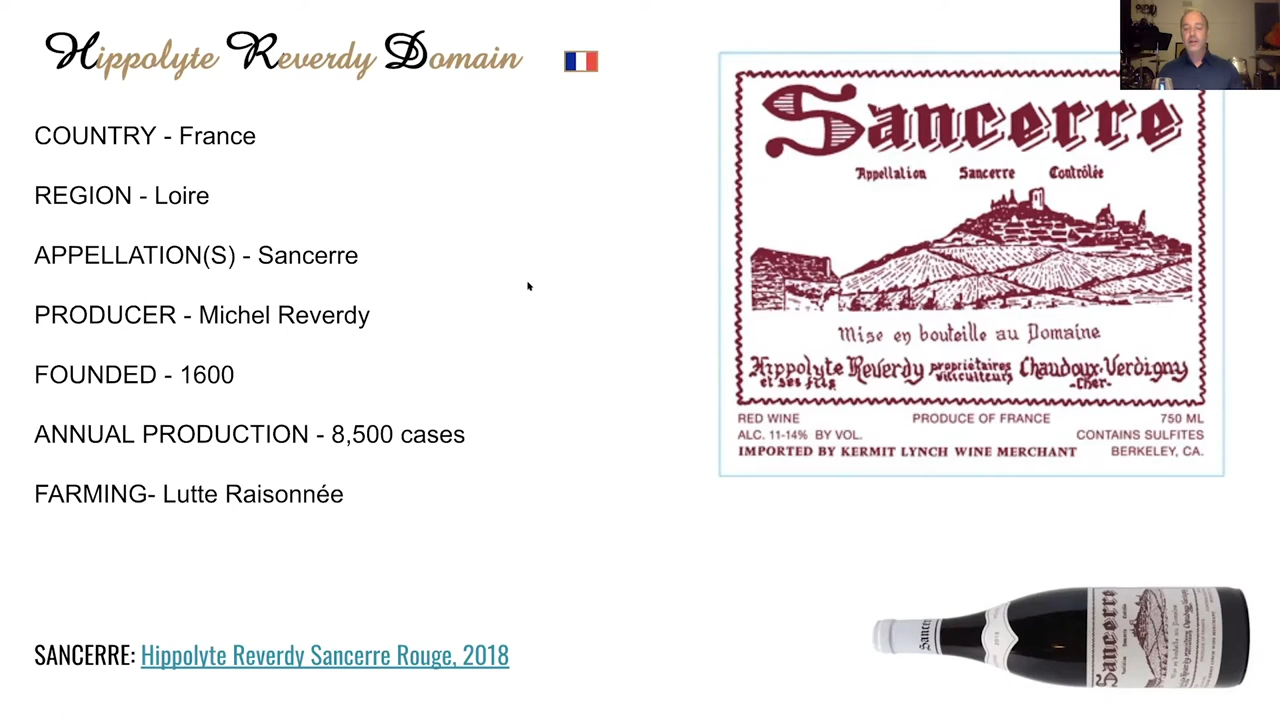 Hippolyte Reverdy Domain
COUNTRY - France
REGION - Loire
APPELLATION(S) - Sancerre
PRODUCER - Michel Reverdy
FOUNDED - 1600
ANNUAL PRODUCTION - 8,500 cases
FARMING- Lutte Raisonnée
SANCERRE: Hippolyte Reverdy Sancerre Rouge, 2018
Sancerre
Appellation Sancerre Contrôlée
Mise en bouteille au Domaine
Hippolyte Reverdy propriétaires Chaudoux-Verdigny
et ses fils viticulteurs -Cher-
RED WINE PRODUCE OF FRANCE 750 ML
ALC. 11-14% BY VOL. CONTAINS SULFITES
IMPORTED BY KERMIT LYNCH WINE MERCHANT BERKELEY, CA.
Sancerre